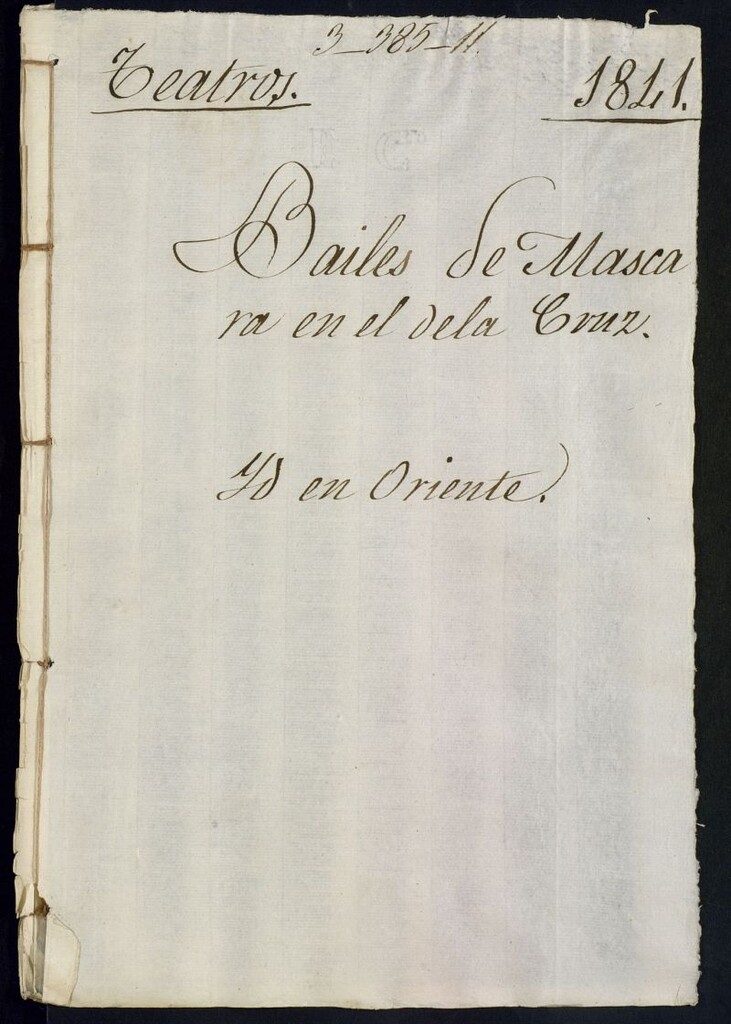 3-385-11.
Teatros.
1841.
Bailes de Masca
ra en el dela Cruz.
Yd en Oriente.